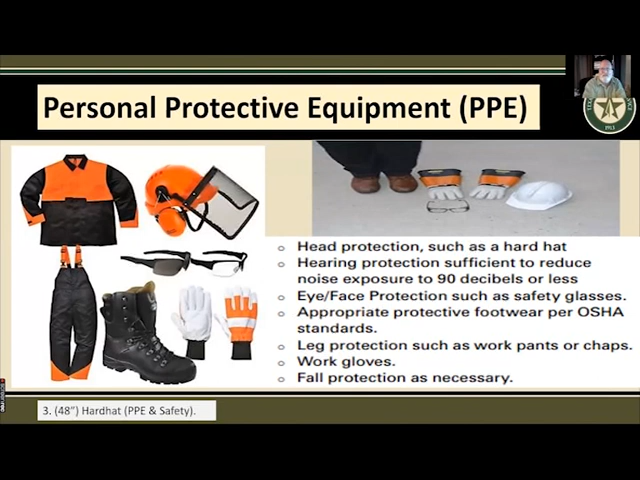 Personal Protective Equipment (PPE)
1915
○ Head protection, such as a hard hat
○ Hearing protection sufficient to reduce
noise exposure to 90 decibels or less
○ Eye/Face Protection such as safety glasses.
○ Appropriate protective footwear per OSHA
standards.
○ Leg protection such as work pants or chaps.
○ Work gloves.
○ Fall protection as necessary.
3. (48”) Hardhat (PPE & Safety).